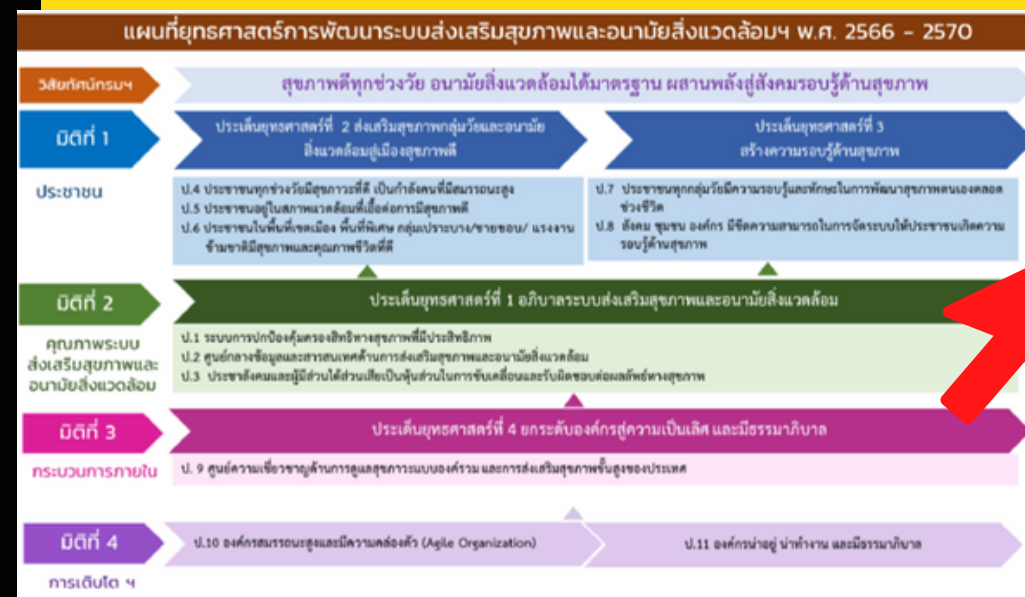 แผนที่ยุทธศาสตร์การพัฒนาระบบส่งเสริมสุขภาพและอนามัยสิ่งแวดล้อมฯ พ.ศ. 2566 - 2570
วิสัยทัศน์กรมฯ
สุขภาพดีทุกช่วงวัย อนามัยสิ่งแวดล้อมได้มาตรฐาน ผสานพลังสู่สังคมรอบรู้ด้านสุขภาพ
มิติที่ 1
ประชาชน
ประเด็นยุทธศาสตร์ที่ 2 ส่งเสริมสุขภาพกลุ่มวัยและอนามัย
สิ่งแวดล้อมสู่เมืองสุขภาพดี
ประเด็นยุทธศาสตร์ที่ 3
สร้างความรอบรู้ด้านสุขภาพ
ป.4 ประชาชนทุกช่วงวัยมีสุขภาวะที่ดี เป็นกำลังคนที่มีสมรรถนะสูง
ป.5 ประชาชนอยู่ในสภาพแวดล้อมที่เอื้อต่อการมีสุขภาพดี
ป.6 ประชาชนในพื้นที่เขตเมือง พื้นที่พิเศษ กลุ่มเปราะบาง/ชายขอบ/ แรงงาน
ข้ามชาติมีสุขภาพและคุณภาพชีวิตที่ดี
ป.7 ประชาชนทุกกลุ่มวัยมีความรอบรู้และทักษะในการพัฒนาสุขภาพตนเองตลอด
ช่วงชีวิต
ป.8 สังคม ชุมชน องค์กร มีขีดความสามารถในการจัดระบบให้ประชาชนเกิดความ
รอบรู้ด้านสุขภาพ
มิติที่ 2
คุณภาพระบบ
ส่งเสริมสุขภาพและ
อนามัยสิ่งแวดล้อม
ประเด็นยุทธศาสตร์ที่ 1 อภิบาลระบบส่งเสริมสุขภาพและอนามัยสิ่งแวดล้อม
ป.1 ระบบการปกป้องคุ้มครองสิทธิทางสุขภาพที่มีประสิทธิภาพ
ป.2 ศูนย์กลางข้อมูลและสารสนเทศด้านการส่งเสริมสุขภาพและอนามัยสิ่งแวดล้อม
ป.3 ประชาสังคมและผู้มีส่วนได้ส่วนเสียเป็นหุ้นส่วนในการขับเคลื่อนและรับผิดชอบต่อผลลัพธ์ทางสุขภาพ
มิติที่ 3
กระบวนการภายใน
ประเด็นยุทธศาสตร์ที่ 4 ยกระดับองค์กรสู่ความเป็นเลิศ และมีธรรมาภิบาล
ป. 9 ศูนย์ความเชี่ยวชาญด้านการดูแลสุขภาวะแบบองค์รวม และการส่งเสริมสุขภาพขั้นสูงของประเทศ
มิติที่ 4
การเติบโต ฯ
ป.10 องค์กรสมรรถนะสูงและมีความคล่องตัว (Agile Organization)
ป.11 องค์กรน่าอยู่ น่าทำงาน และมีธรรมาภิบาล